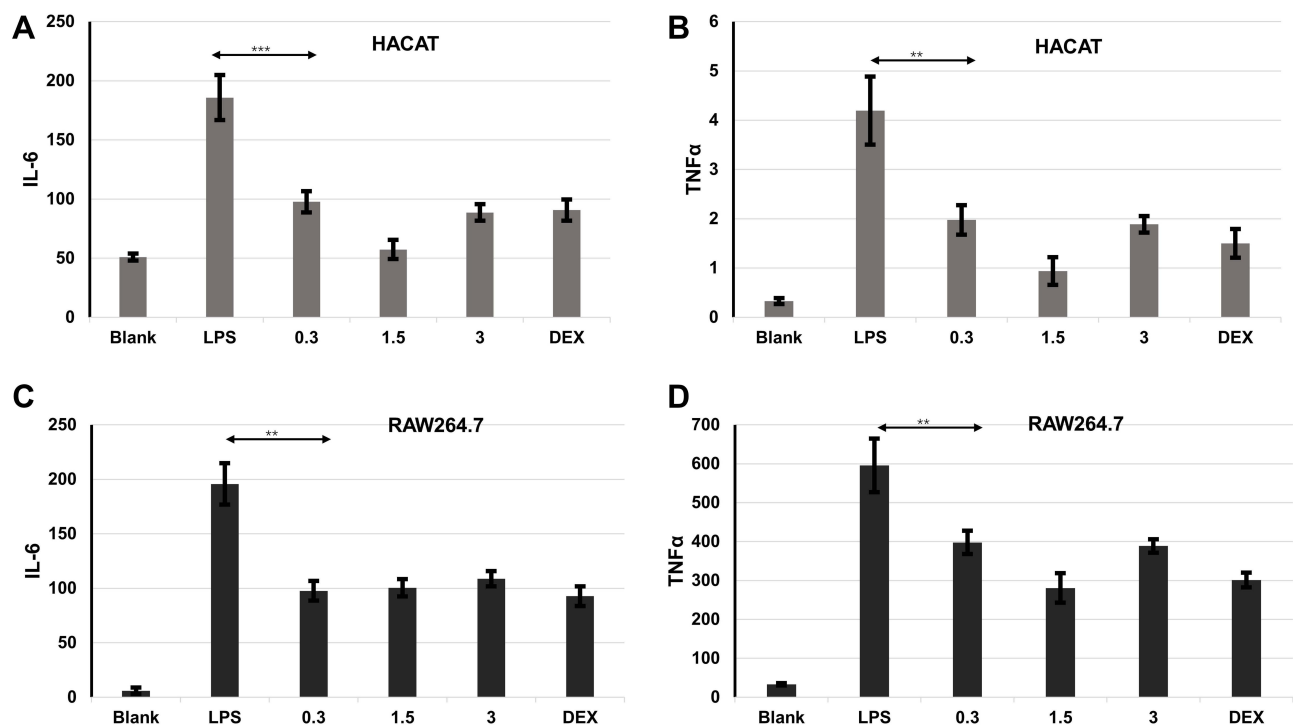 A
HACAT
***
IL-6
250
200
150
100
50
0
Blank LPS 0.3 1.5 3 DEX
B
HACAT
**
TNFα
6
5
4
3
2
1
0
Blank LPS 0.3 1.5 3 DEX
C
RAW264.7
**
IL-6
250
200
150
100
50
0
Blank LPS 0.3 1.5 3 DEX
D
RAW264.7
**
TNFα
700
600
500
400
300
200
100
0
Blank LPS 0.3 1.5 3 DEX